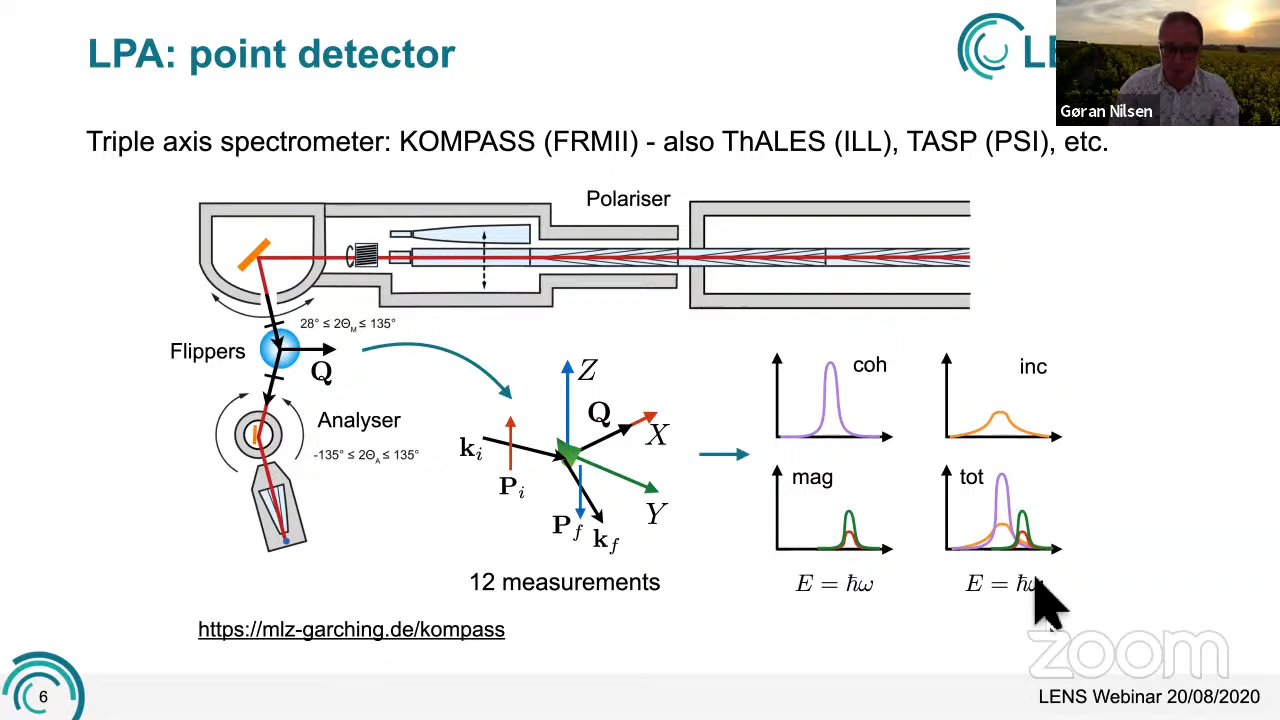 LPA: point detector
LE
Gøran Nilsen
Triple axis spectrometer: KOMPASS (FRMII) - also ThALES (ILL), TASP (PSI), etc.
Polariser
28° ≤ 2Θ_M ≤ 135°
Flippers
Q
Analyser
-135° ≤ 2Θ_A ≤ 135°
Z
Q
X
k_i
P_i
Y
P_f
k_f
12 measurements
coh
inc
mag
tot
E = ħω
E = ħω
https://mlz-garching.de/kompass
zoom
6
LENS Webinar 20/08/2020